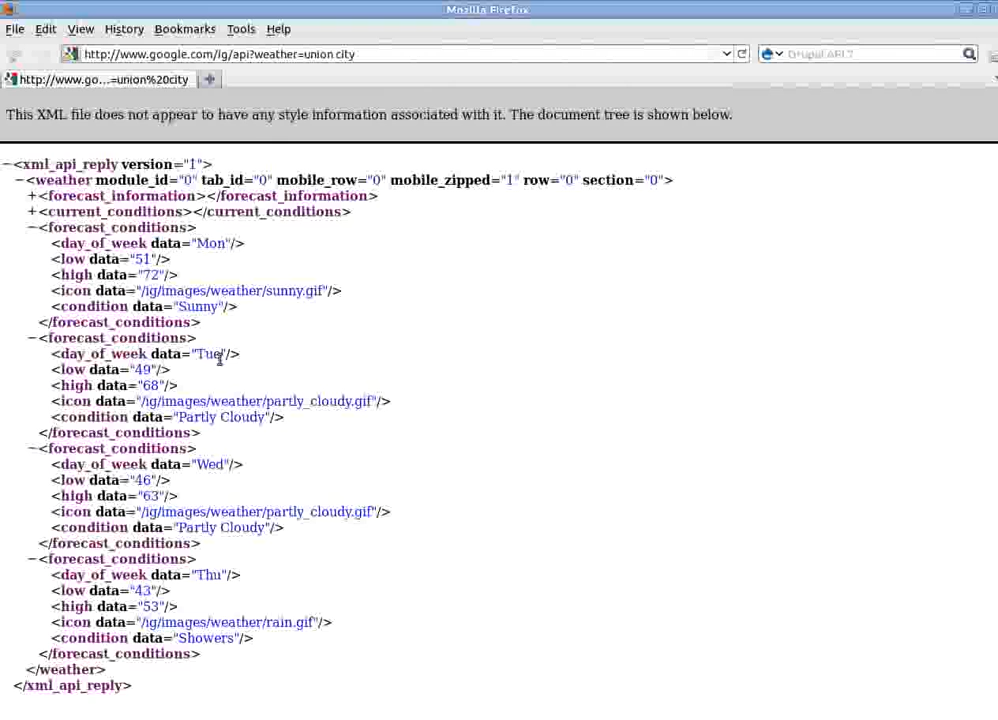 Mozilla Firefox
File Edit View History Bookmarks Tools Help
http://www.google.com/ig/api?weather=union city
Drupal API 7
http://www.go...=union%20city
This XML file does not appear to have any style information associated with it. The document tree is shown below.
−<xml_api_reply version="1">
−<weather module_id="0" tab_id="0" mobile_row="0" mobile_zipped="1" row="0" section="0">
+<forecast_information></forecast_information>
+<current_conditions></current_conditions>
−<forecast_conditions>
<day_of_week data="Mon"/>
<low data="51"/>
<high data="72"/>
<icon data="/ig/images/weather/sunny.gif"/>
<condition data="Sunny"/>
</forecast_conditions>
−<forecast_conditions>
<day_of_week data="Tue"/>
<low data="49"/>
<high data="68"/>
<icon data="/ig/images/weather/partly_cloudy.gif"/>
<condition data="Partly Cloudy"/>
</forecast_conditions>
−<forecast_conditions>
<day_of_week data="Wed"/>
<low data="46"/>
<high data="63"/>
<icon data="/ig/images/weather/partly_cloudy.gif"/>
<condition data="Partly Cloudy"/>
</forecast_conditions>
−<forecast_conditions>
<day_of_week data="Thu"/>
<low data="43"/>
<high data="53"/>
<icon data="/ig/images/weather/rain.gif"/>
<condition data="Showers"/>
</forecast_conditions>
</weather>
</xml_api_reply>